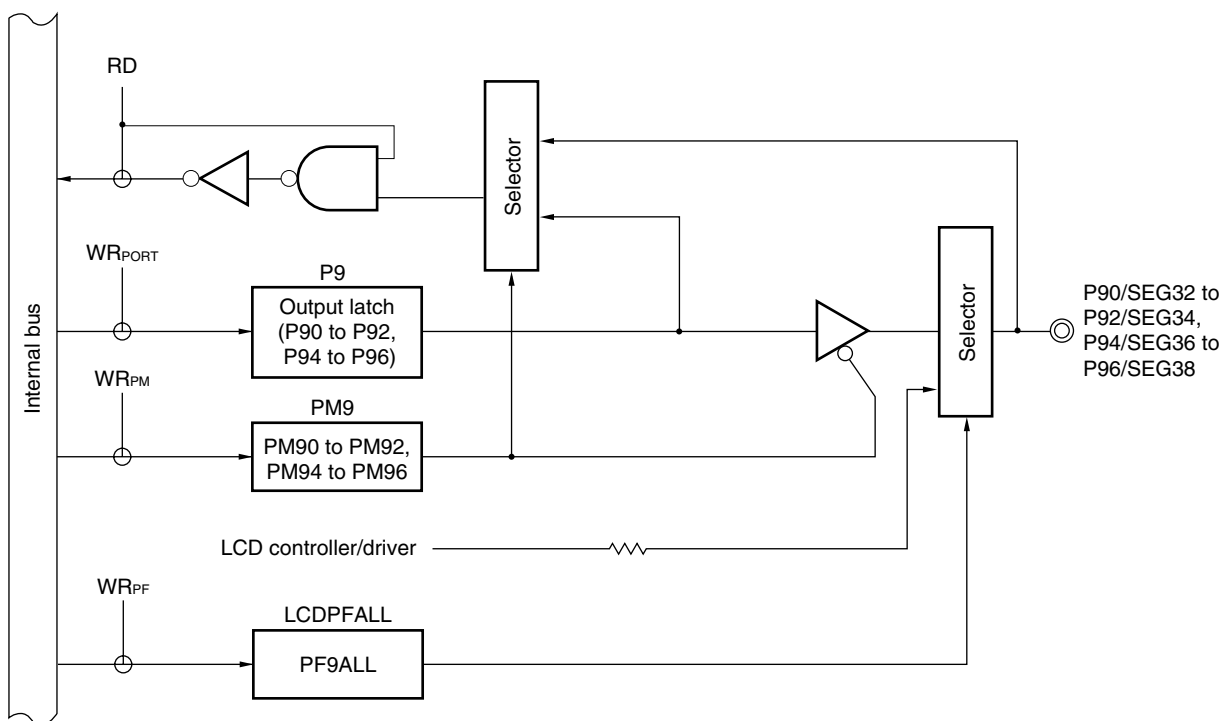 RD
Selector
WRPORT
P9
Output latch
(P90 to P92,
P94 to P96)
Selector
P90/SEG32 to
P92/SEG34,
P94/SEG36 to
P96/SEG38
Internal bus
WRPM
PM9
PM90 to PM92,
PM94 to PM96
LCD controller/driver
WRPF
LCDPFALL
PF9ALL